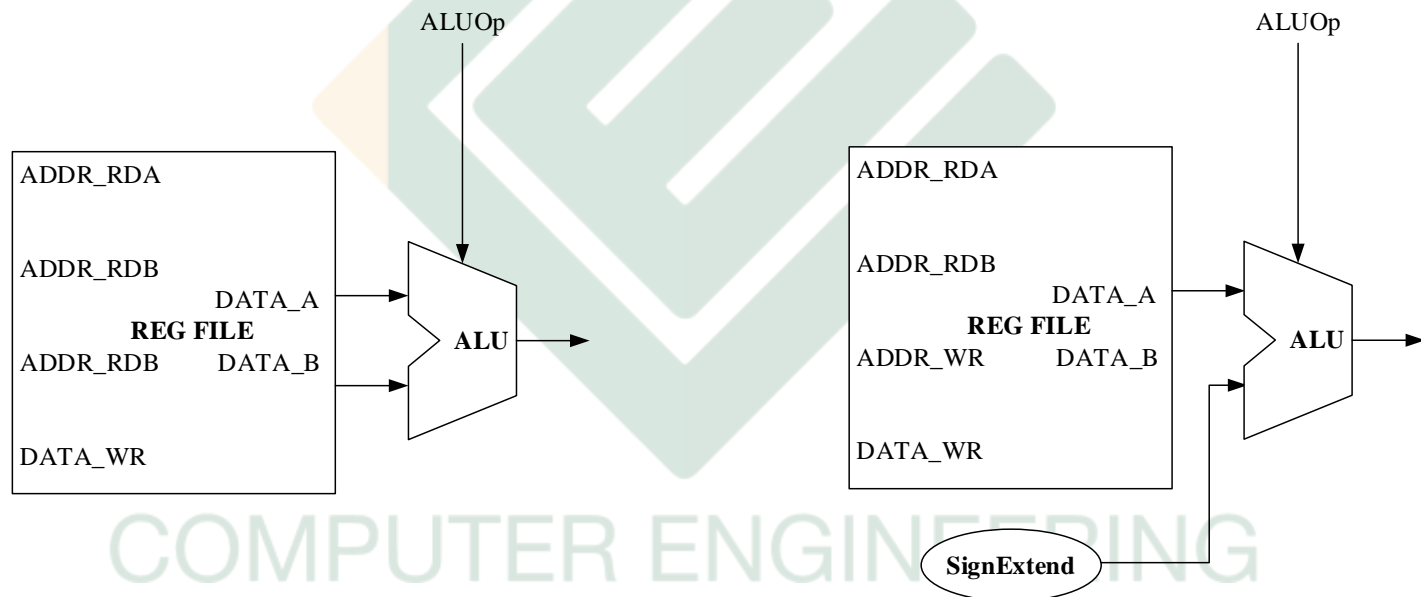 ALUOp
ADDR_RDA
ADDR_RDB
DATA_A
REG FILE
ALU
ADDR_RDB
DATA_B
DATA_WR
ALUOp
ADDR_RDA
ADDR_RDB
DATA_A
REG FILE
ALU
ADDR_WR
DATA_B
DATA_WR
SignExtend
COMPUTER ENGINEERING